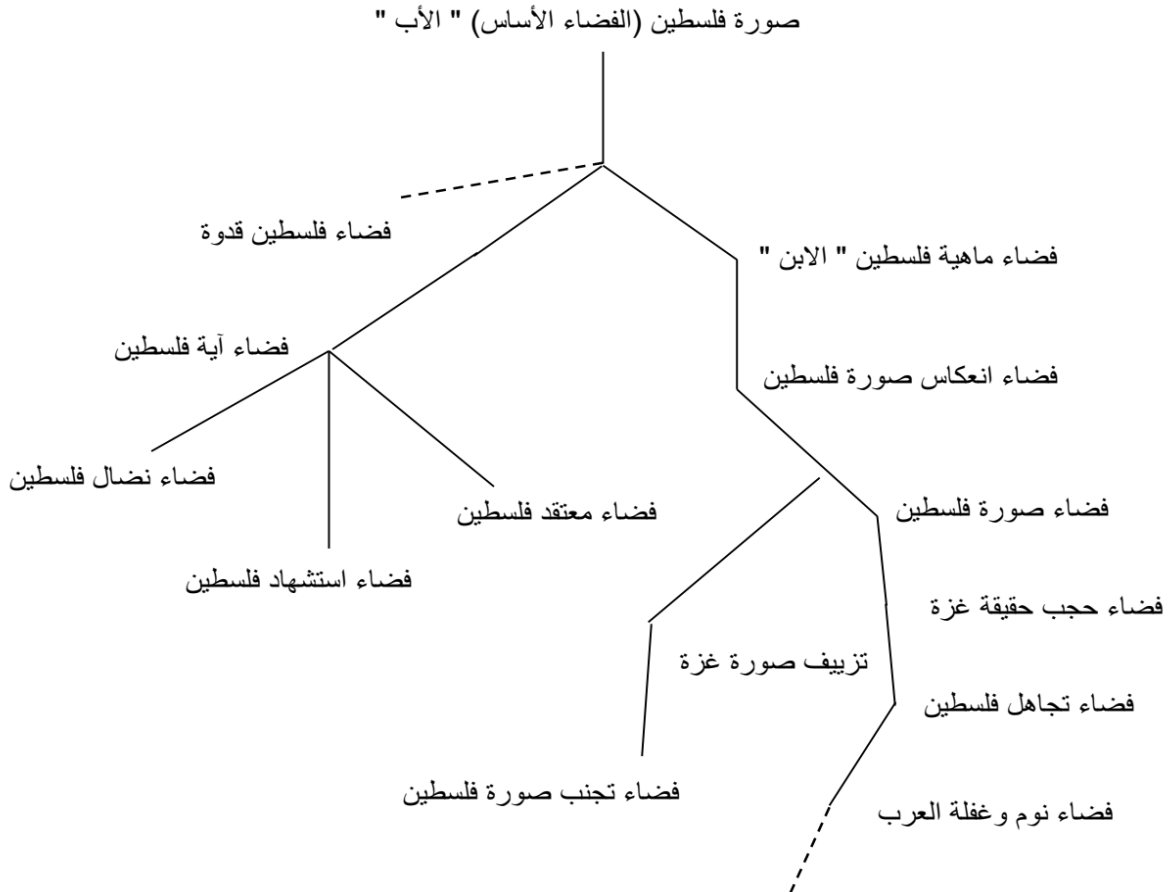 صورة فلسطين (الفضاء الأساس) " الأب "
فضاء فلسطين قدوة
فضاء ماهية فلسطين " الابن "
فضاء آية فلسطين
فضاء انعكاس صورة فلسطين
فضاء نضال فلسطين
فضاء معتقد فلسطين
فضاء صورة فلسطين
فضاء استشهاد فلسطين
فضاء حجب حقيقة غزة
تزييف صورة غزة
فضاء تجاهل فلسطين
فضاء تجنب صورة فلسطين
فضاء نوم وغفلة العرب